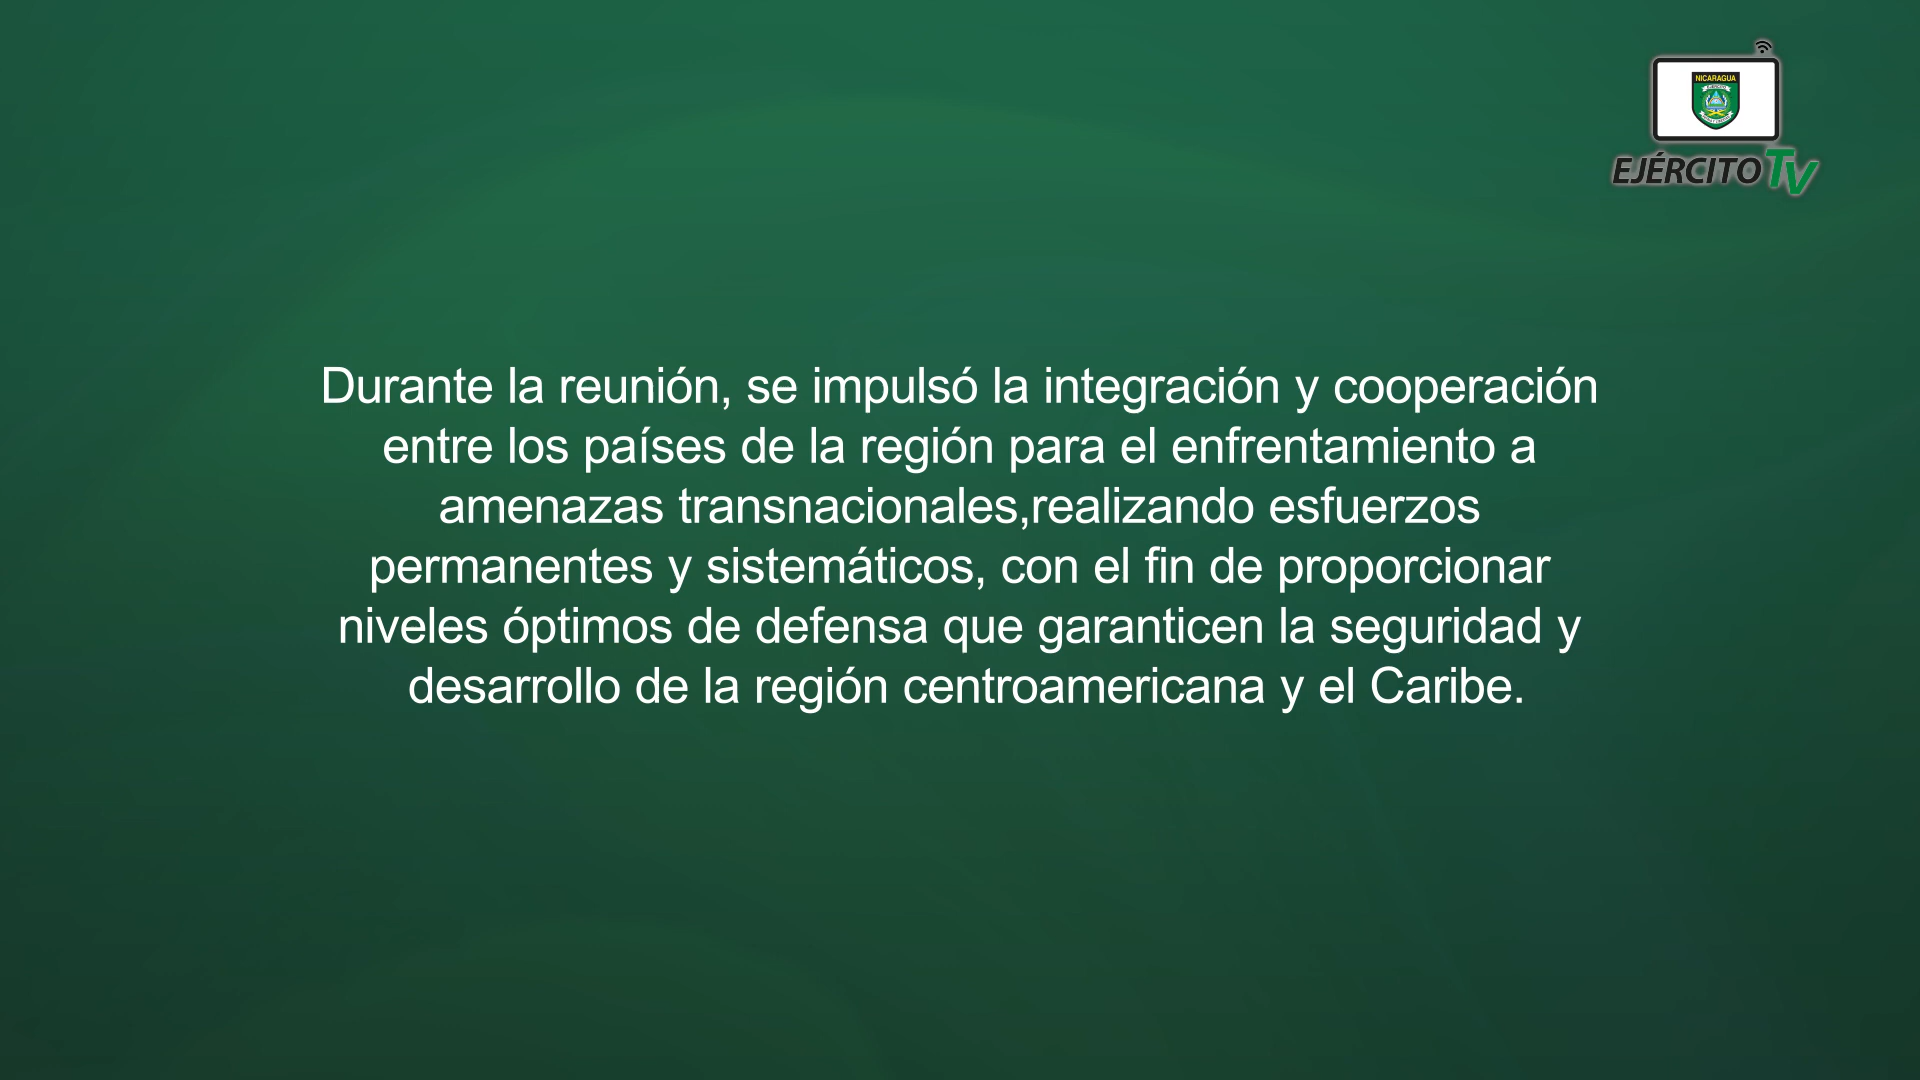 NICARAGUA
EJÉRCITO
EJÉRCITO TV
Durante la reunión, se impulsó la integración y cooperación
entre los países de la región para el enfrentamiento a
amenazas transnacionales,realizando esfuerzos
permanentes y sistemáticos, con el fin de proporcionar
niveles óptimos de defensa que garanticen la seguridad y
desarrollo de la región centroamericana y el Caribe.